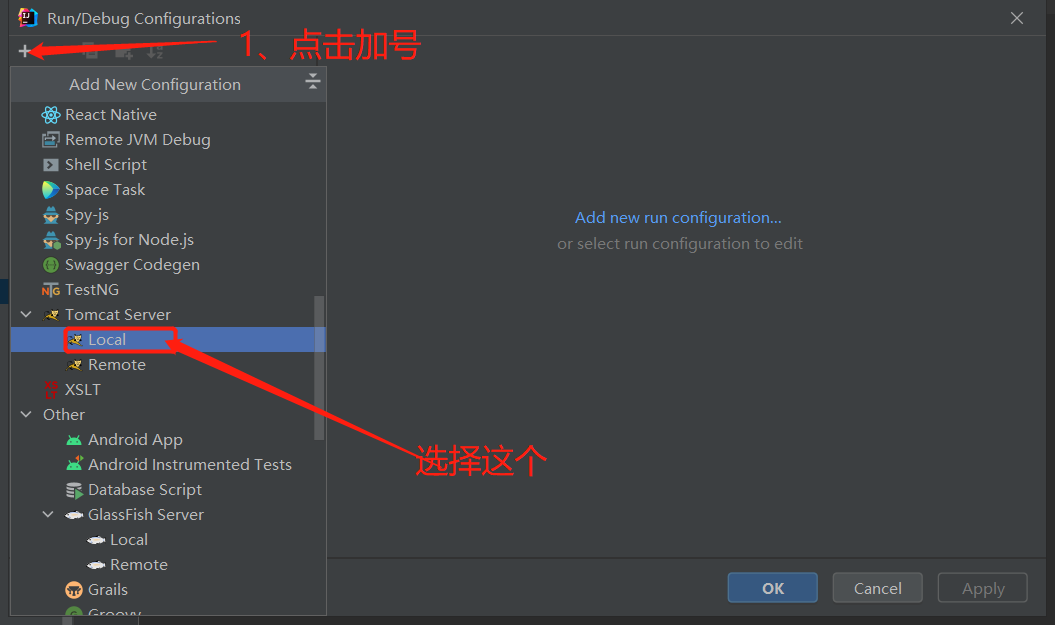 Run/Debug Configurations
1、点击加号
Add New Configuration
React Native
Remote JVM Debug
Shell Script
Space Task
Spy-js
Spy-js for Node.js
Swagger Codegen
TestNG
Tomcat Server
Local
Remote
XSLT
Other
Android App
Android Instrumented Tests
Database Script
GlassFish Server
Local
Remote
Grails
Groovy
Add new run configuration...
or select run configuration to edit
选择这个
OK
Cancel
Apply